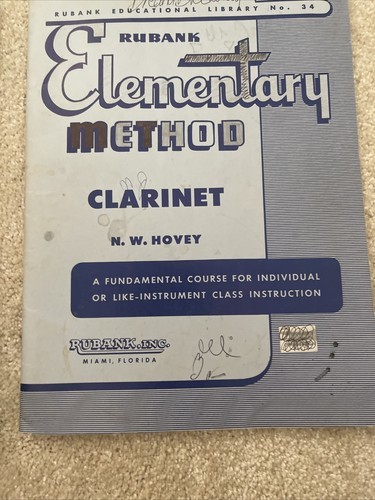 RUBANK EDUCATIONAL LIBRARY No. 34
RUBANK
Elementary
METHOD
CLARINET
N. W. HOVEY
A FUNDAMENTAL COURSE FOR INDIVIDUAL
OR LIKE-INSTRUMENT CLASS INSTRUCTION
RUBANK, INC.
MIAMI, FLORIDA